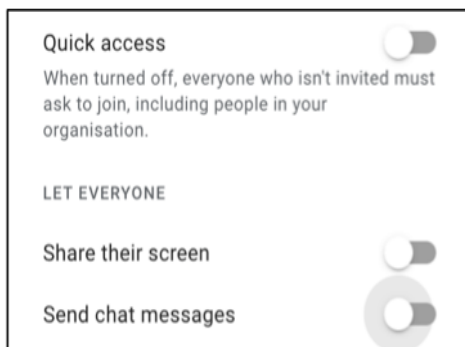 Quick access
When turned off, everyone who isn't invited must
ask to join, including people in your
organisation.
LET EVERYONE
Share their screen
Send chat messages